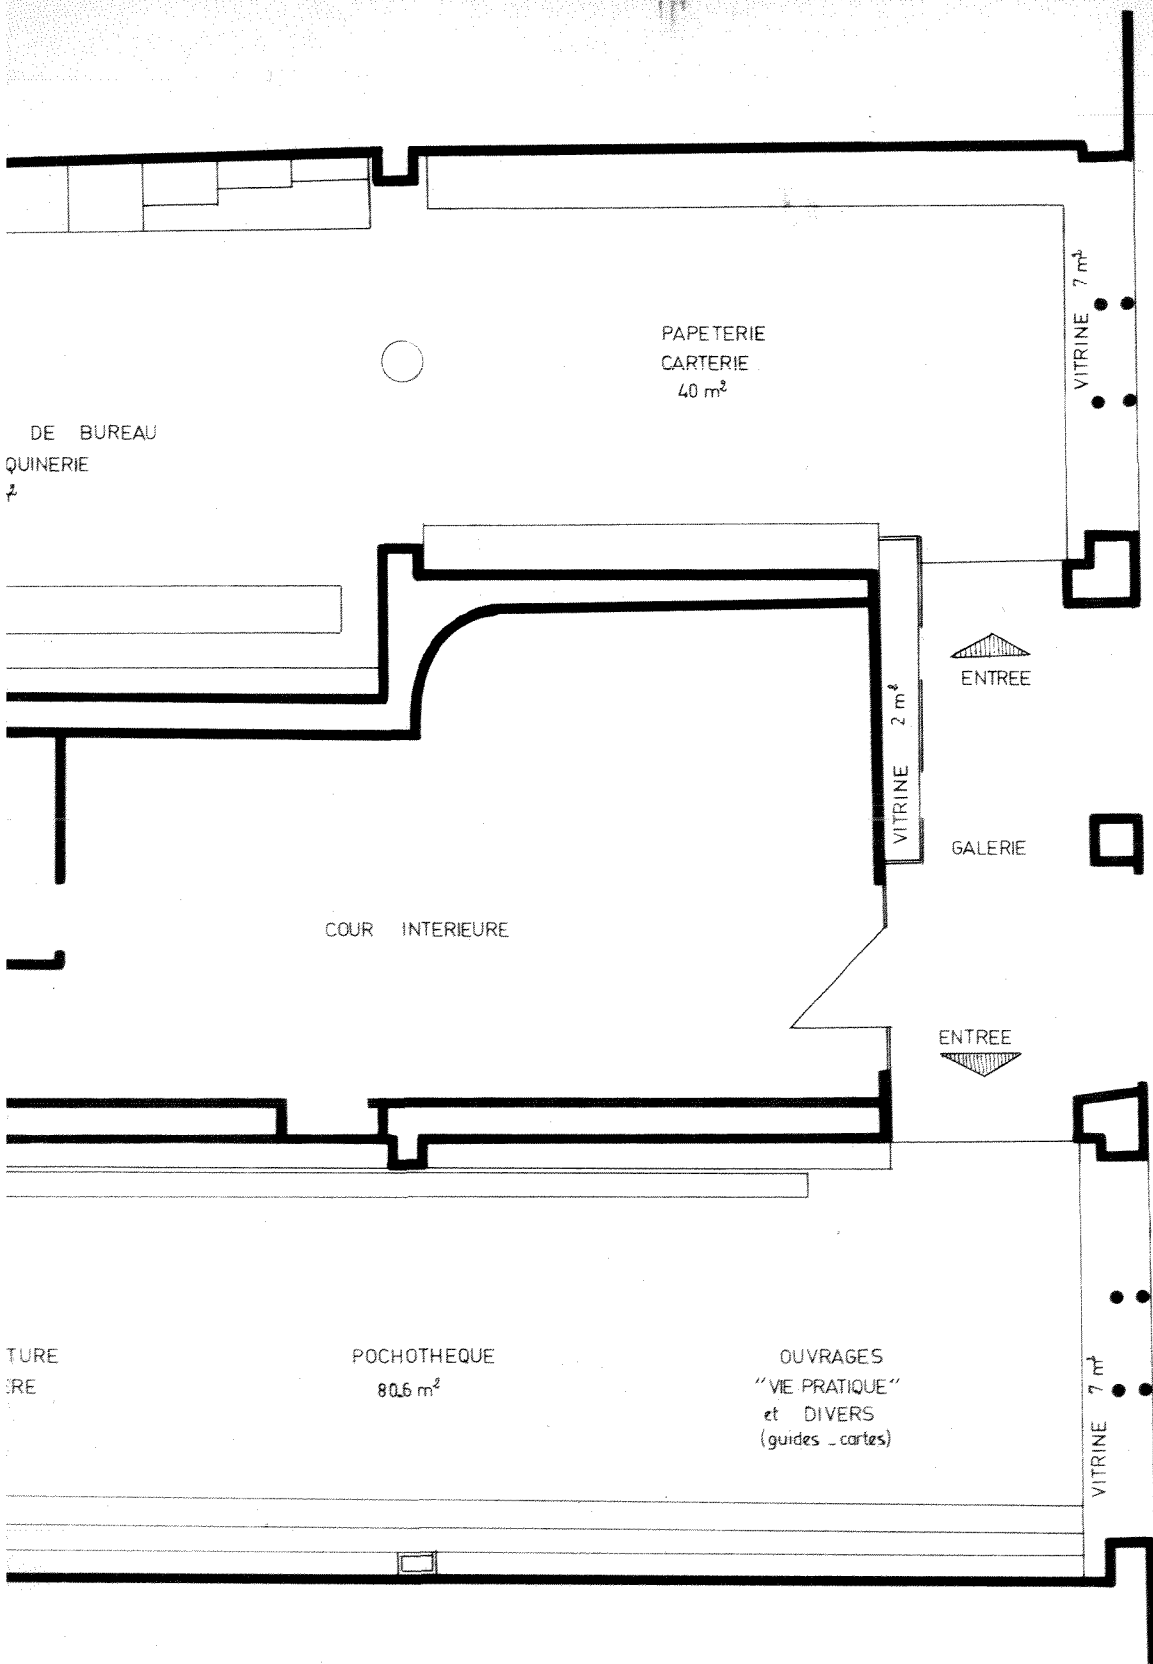 VITRINE 7 m²
PAPETERIE
CARTERIE
40 m²
DE BUREAU
QUINERIE
ENTREE
VITRINE 2 m²
GALERIE
COUR INTERIEURE
ENTREE
TURE
ERE
POCHOTHEQUE
80.6 m²
OUVRAGES
"VIE PRATIQUE"
et DIVERS
(guides - cartes)
VITRINE 7 m²